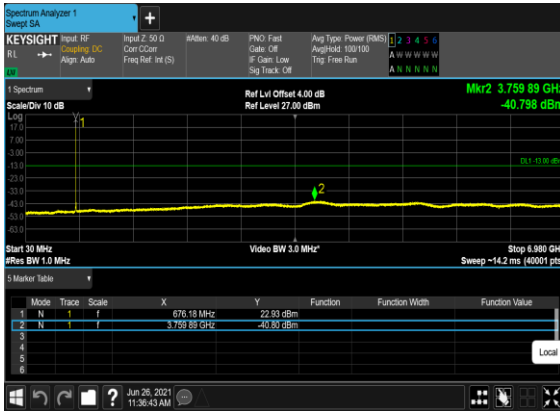 Spectrum Analyzer 1
Swept SA
+
KEYSIGHT Input: RF Input Z: 50 Ω #Atten: 40 dB PNO: Fast Avg Type: Power (RMS) 1 2 3 4 5 6
RL Coupling: DC Corr CCorr Gate: Off Avg|Hold: 100/100 A W W W W W
Align: Auto Freq Ref: Int (S) IF Gain: Low Trig: Free Run
Sig Track: Off A N N N N N
1 Spectrum
Ref Lvl Offset 4.00 dB Mkr2 3.759 89 GHz
Scale/Div 10 dB Ref Level 27.00 dBm -40.798 dBm
Log
17.0
1
7.00
-3.00
-13.0
DL1 -13.00 dBm
-23.0
-33.0
2
-43.0
-53.0
-63.0
Start 30 MHz Video BW 3.0 MHz* Stop 6.980 GHz
#Res BW 1.0 MHz Sweep ~14.2 ms (40001 pts)
5 Marker Table
Mode Trace Scale X Y Function Function Width Function Value
1 N 1 f 676.18 MHz 22.93 dBm
2 N 1 f 3.759 89 GHz -40.80 dBm
3
4
5
6
Local
?
Jun 26, 2021
11:36:43 AM